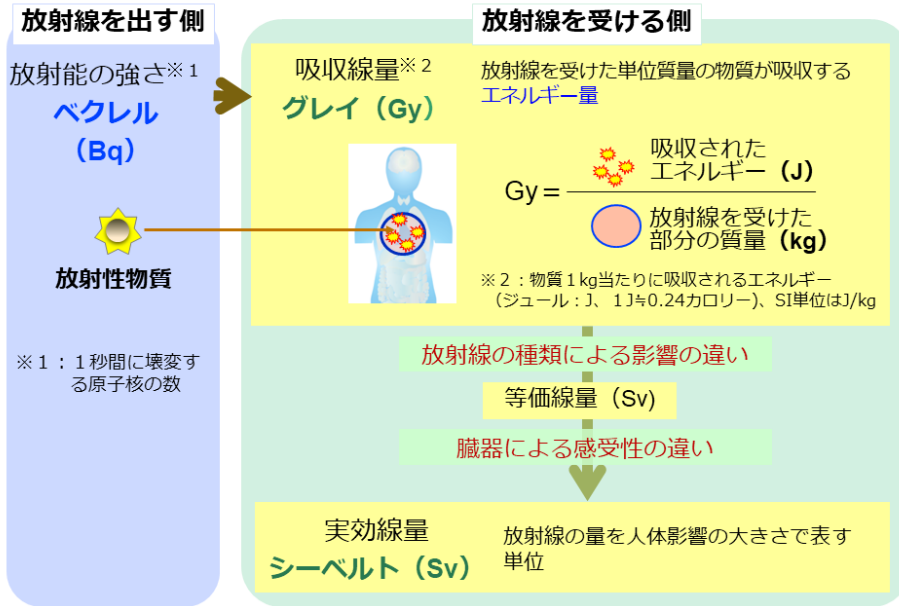 放射線を出す側
放射能の強さ※1
ベクレル
（Bq）
放射性物質
※１：１秒間に壊変す
る原子核の数
放射線を受ける側
吸収線量※2
グレイ（Gy）
放射線を受けた単位質量の物質が吸収する
エネルギー量
Gy＝
吸収された
エネルギー（J）
放射線を受けた
部分の質量（kg）
※２：物質１kg当たりに吸収されるエネルギー
（ジュール：J、１J≒0.24カロリー)、SI単位はJ/kg
放射線の種類による影響の違い
等価線量（Sv)
臓器による感受性の違い
実効線量
シーベルト（Sv）
放射線の量を人体影響の大きさで表す
単位